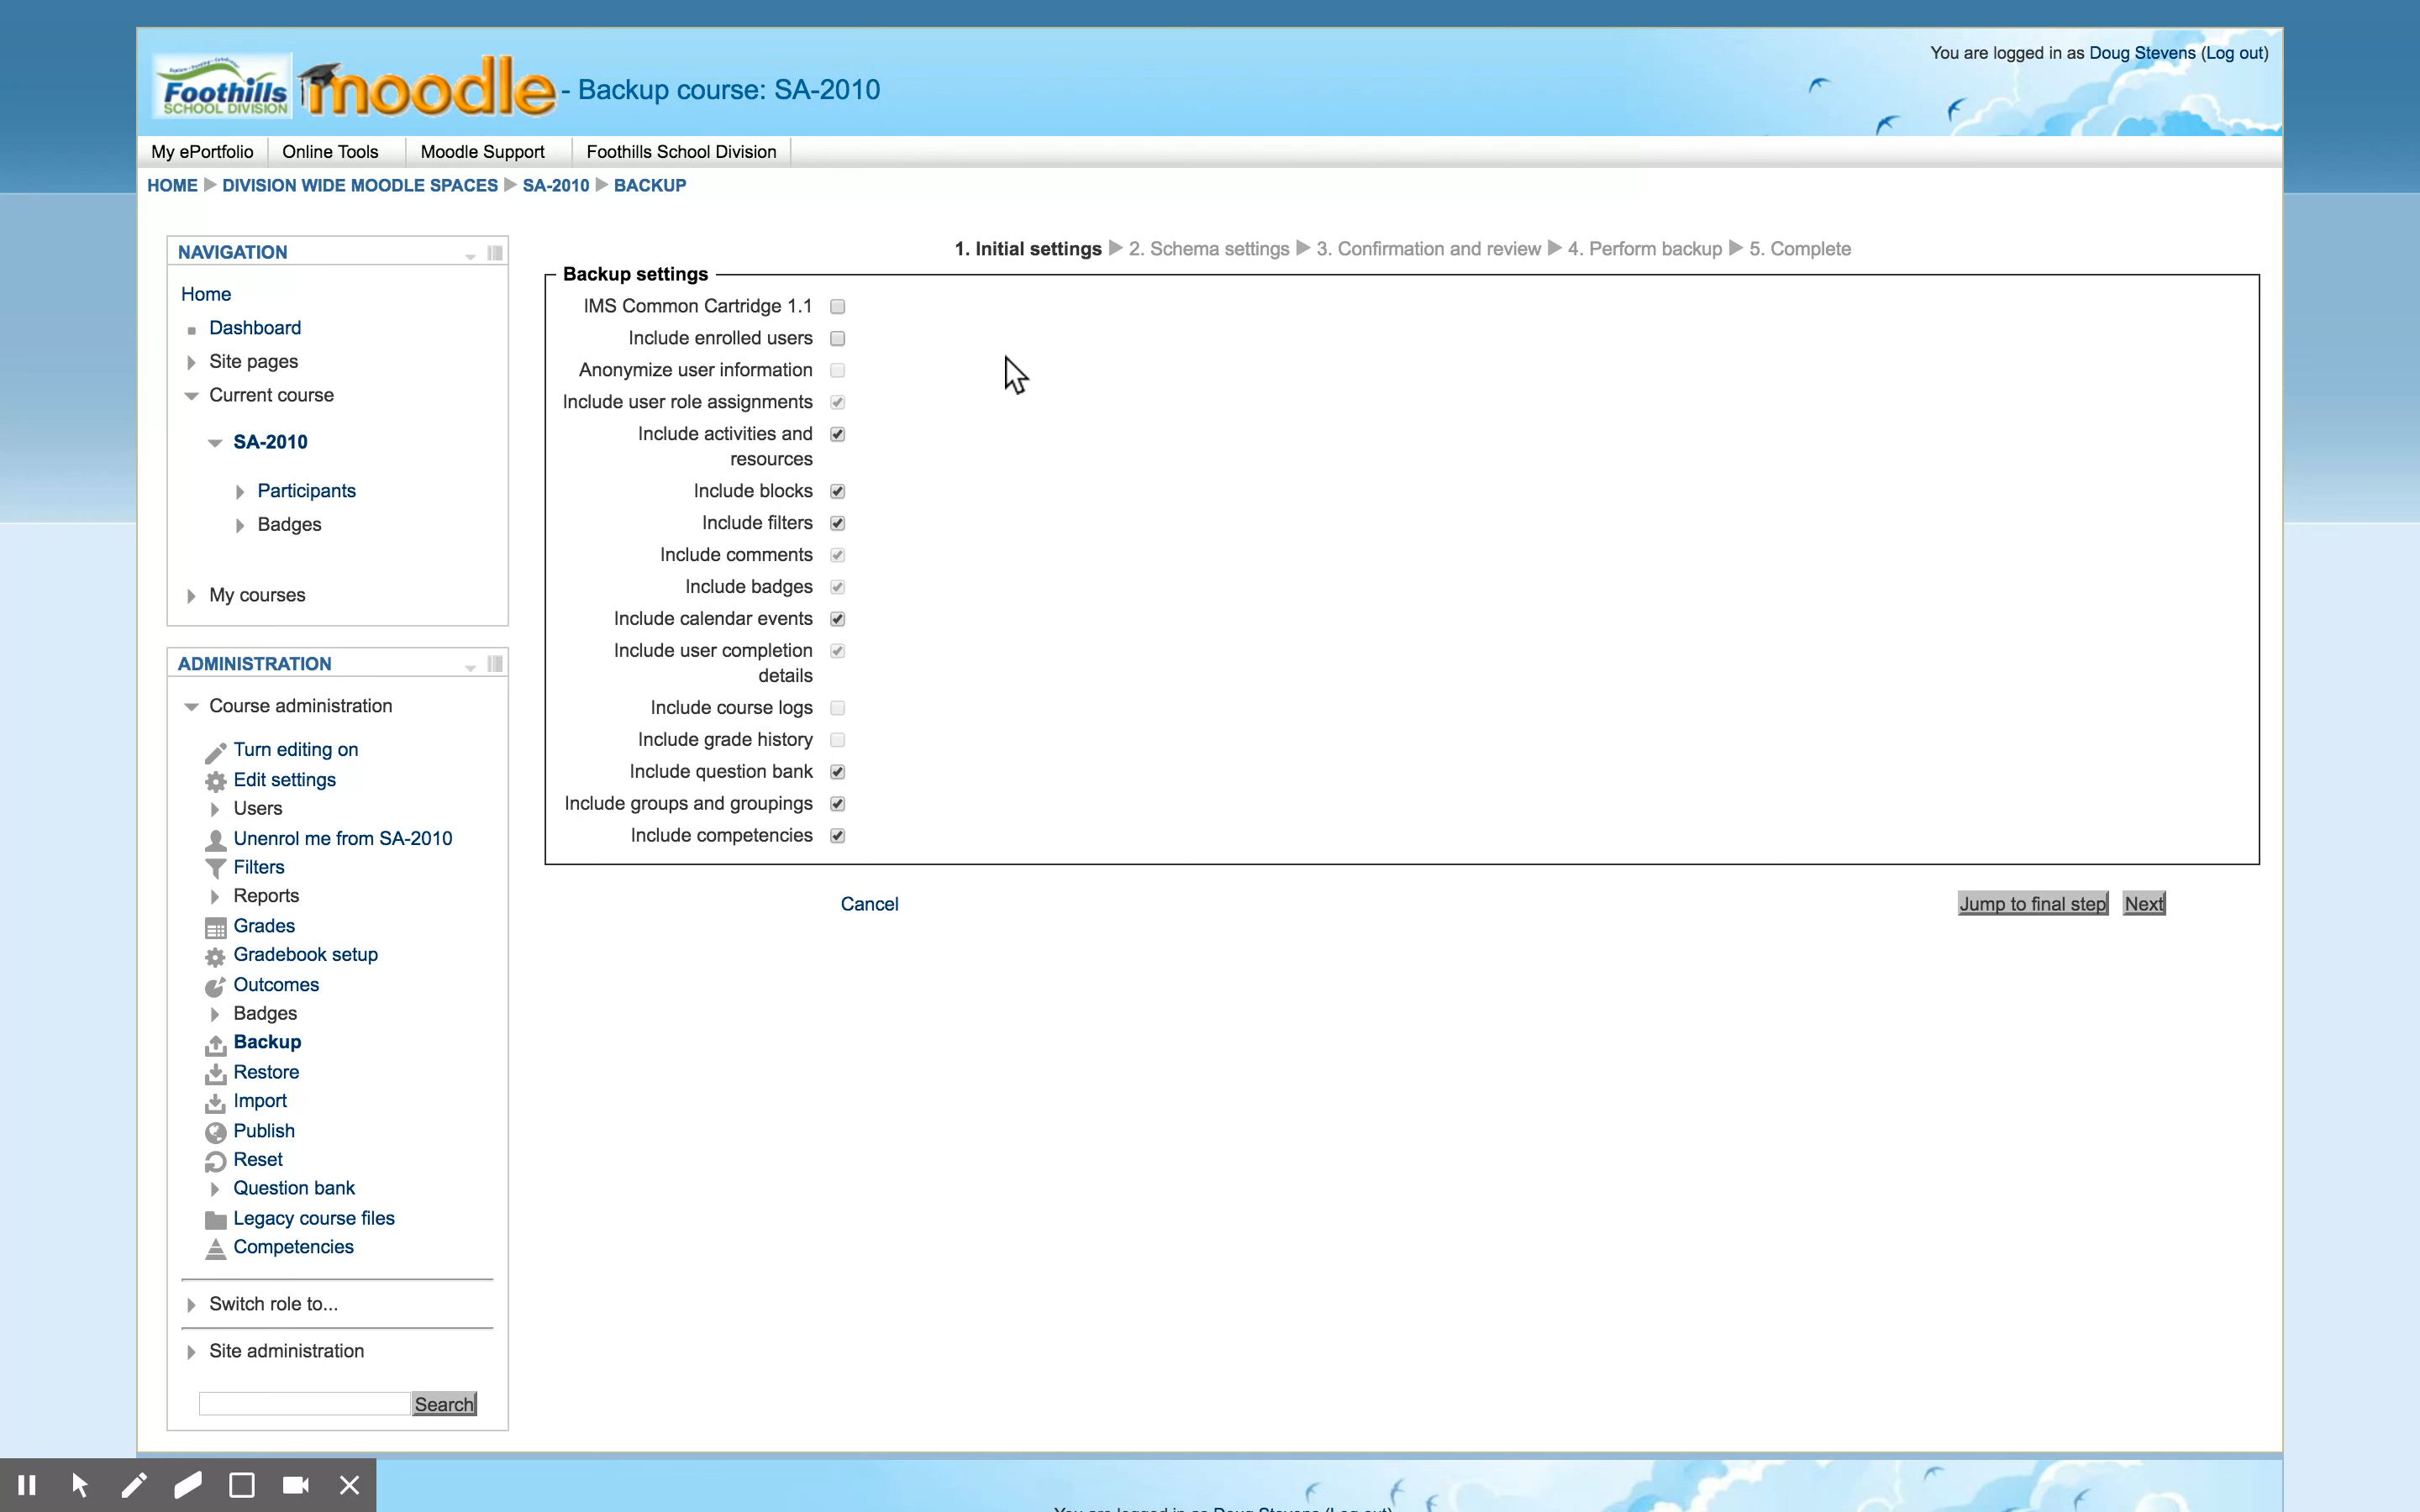 You are logged in as Doug Stevens (Log out)
Foothills
SCHOOL DIVISION
moodle - Backup course: SA-2010
My ePortfolio Online Tools Moodle Support Foothills School Division
HOME DIVISION WIDE MOODLE SPACES SA-2010 BACKUP
NAVIGATION
Home
Dashboard
Site pages
Current course
SA-2010
Participants
Badges
My courses
ADMINISTRATION
Course administration
Turn editing on
Edit settings
Users
Unenrol me from SA-2010
Filters
Reports
Grades
Gradebook setup
Outcomes
Badges
Backup
Restore
Import
Publish
Reset
Question bank
Legacy course files
Competencies
Switch role to...
Site administration
Search
1. Initial settings 2. Schema settings 3. Confirmation and review 4. Perform backup 5. Complete
Backup settings
IMS Common Cartridge 1.1
Include enrolled users
Anonymize user information
Include user role assignments
Include activities and
resources
Include blocks
Include filters
Include comments
Include badges
Include calendar events
Include user completion
details
Include course logs
Include grade history
Include question bank
Include groups and groupings
Include competencies
Cancel
Jump to final step Next
You are logged in as Doug Stevens (Log out)